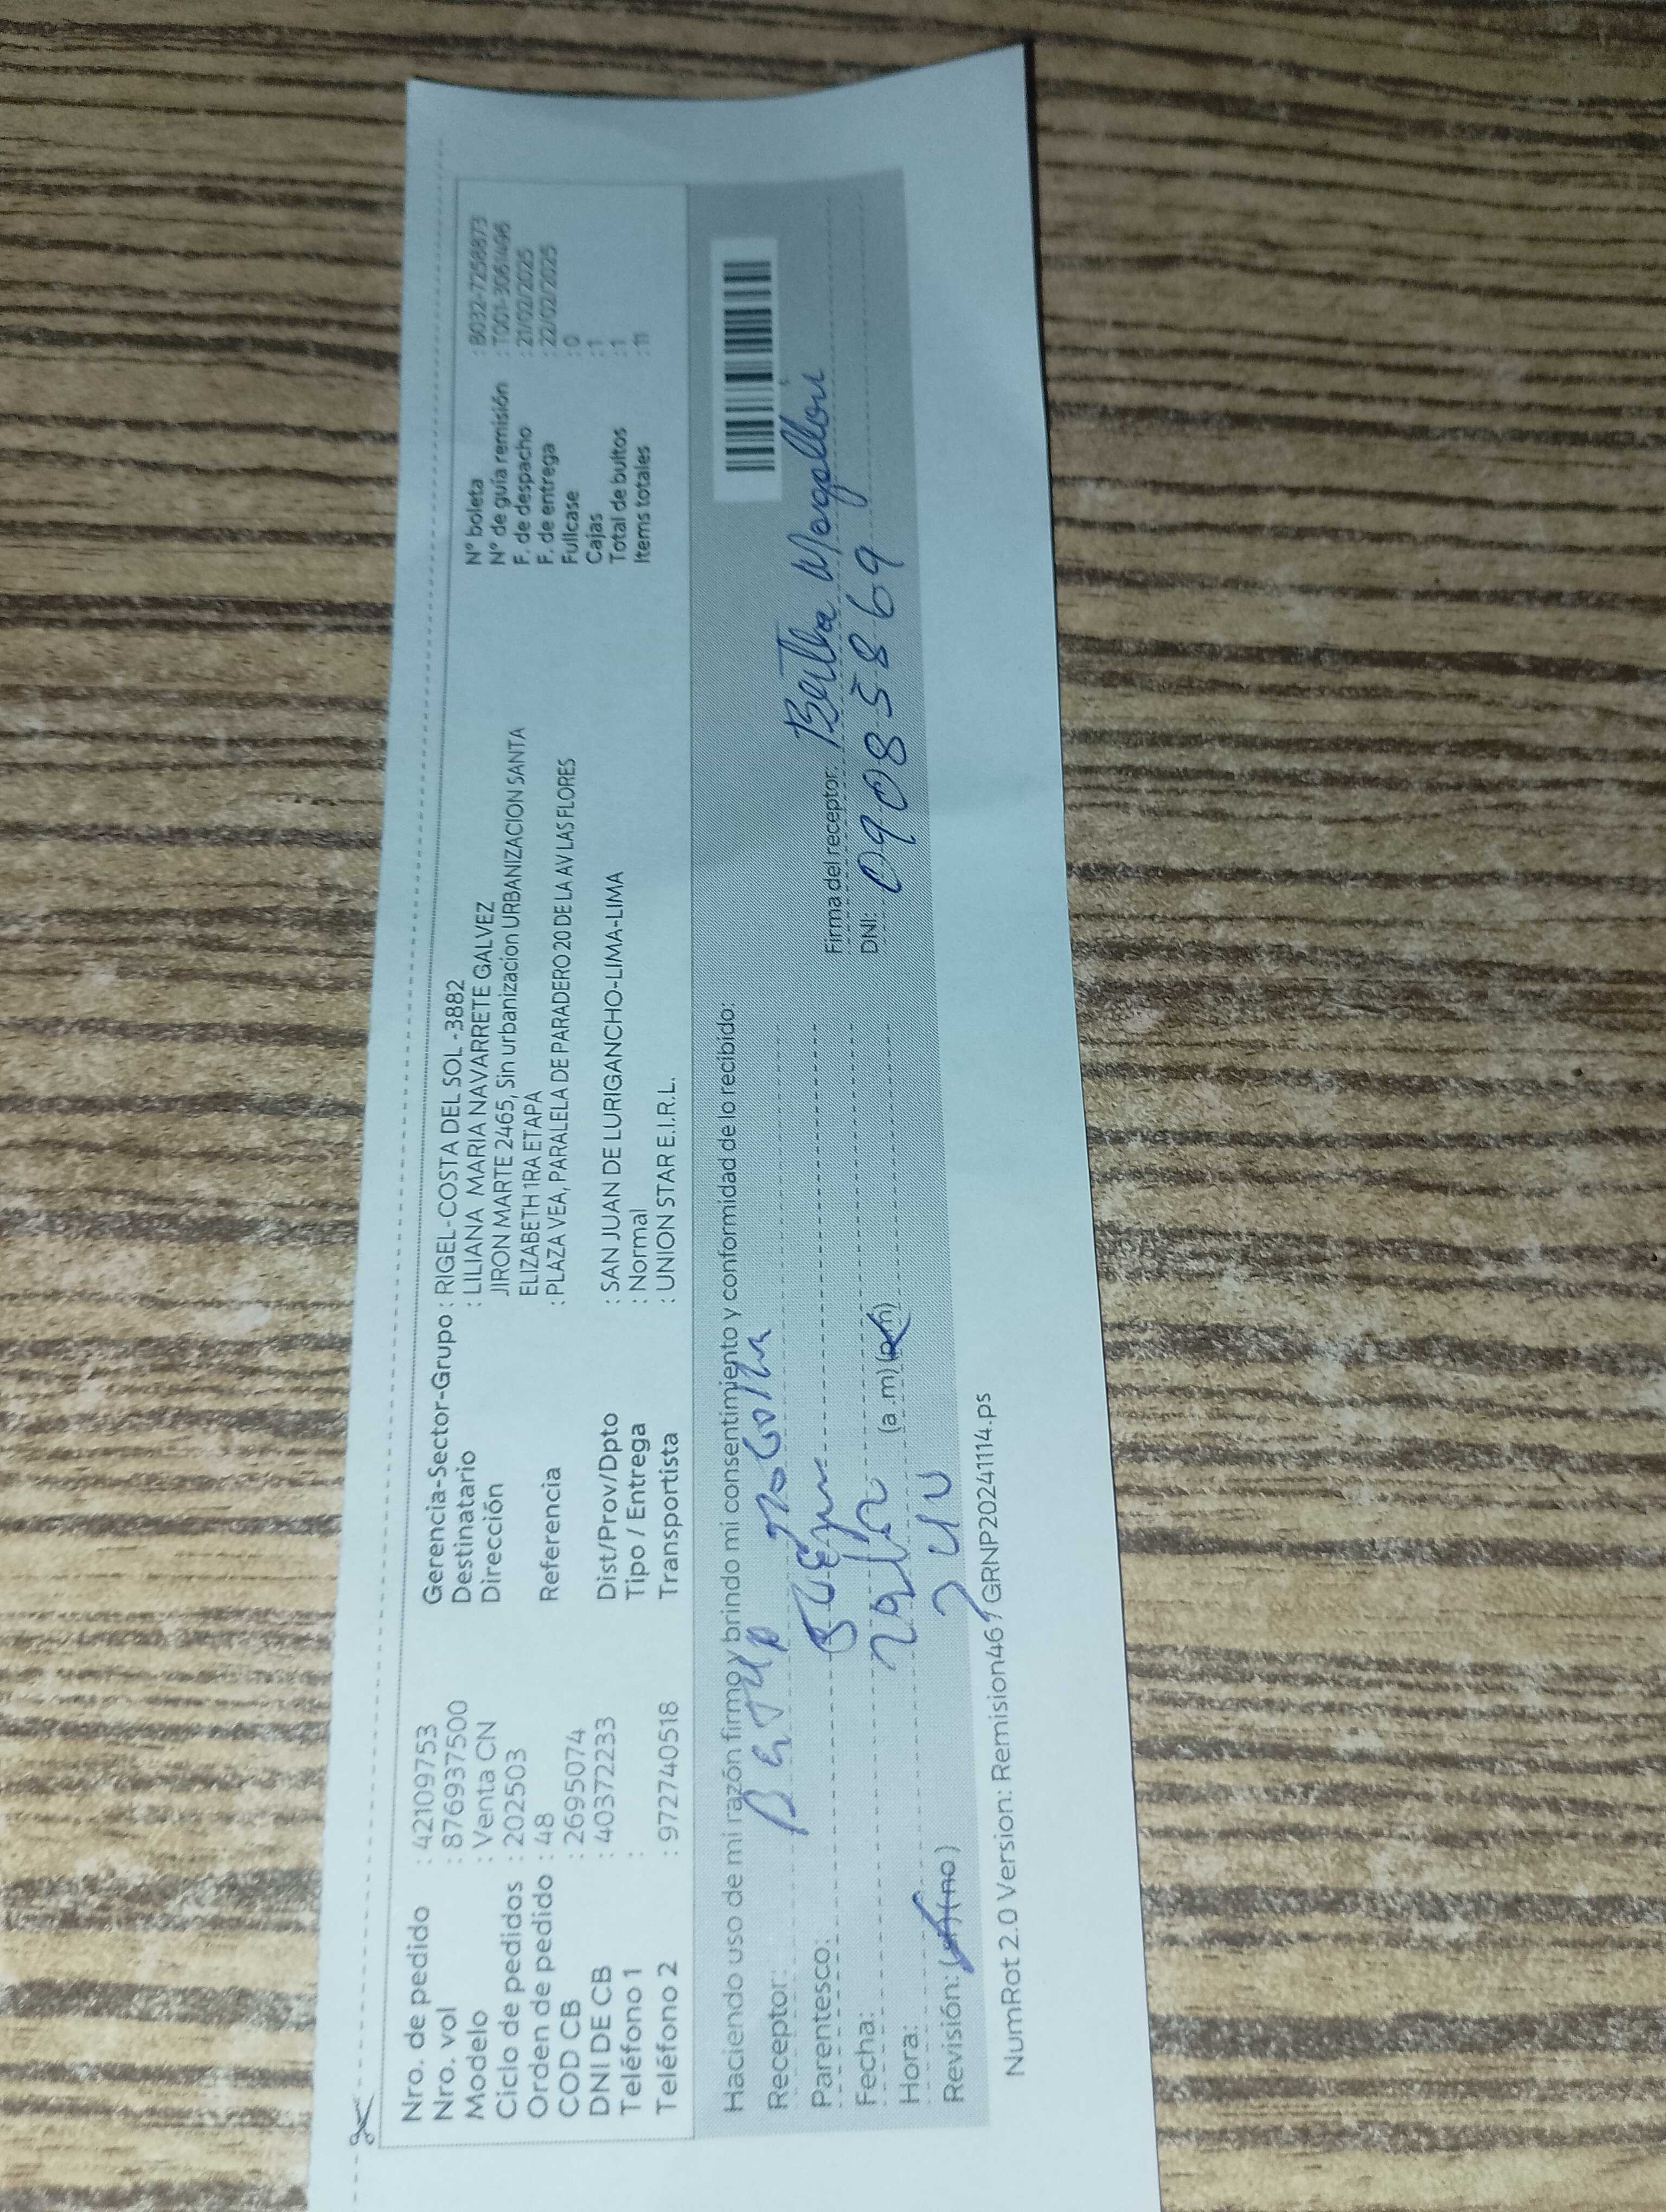 Nro. de pedido : 42109753
Nro. vol : 8769937500
Modelo : Venta CN
Ciclo de pedidos : 202503
Orden de pedido : 48
COD CB : 2695074
DNI DE CB : 40372233
Teléfono 1 :
Teléfono 2 : 972740518
Gerencia-Sector-Grupo : RIGEL-COSTA DEL SOL -3882
Destinatario : LILIANA MARIA NAVARRETE GALVEZ
Dirección JIRON MARTE 2465, Sin urbanizacion URBANIZACION SANTA
ELIZABETH 1RA ETAPA
Referencia : PLAZA VEA, PARALELA DE PARADERO 20 DE LA AV LAS FLORES
Dist/Prov/Dpto : SAN JUAN DE LURIGANCHO-LIMA-LIMA
Tipo / Entrega : Normal
Transportista : UNION STAR E.I.R.L.
N° boleta : B032-7258873
N° de guía remisión : T001-3061496
F. de despacho : 21/02/2025
F. de entrega : 22/02/2025
Fullcase : 0
Cajas : 1
Total de bultos : 1
Items totales : 11
Haciendo uso de mi razón firmo y brindo mi consentimiento y conformidad de lo recibido:
Receptor:
Parentesco:
Fecha:
Hora: (a.m)(p.m)
Revisión: (si)(no)
Firma del receptor: Bertha
DNI: 09085869
NumRot 2.0 Version: Remision461GRNP20241114.ps